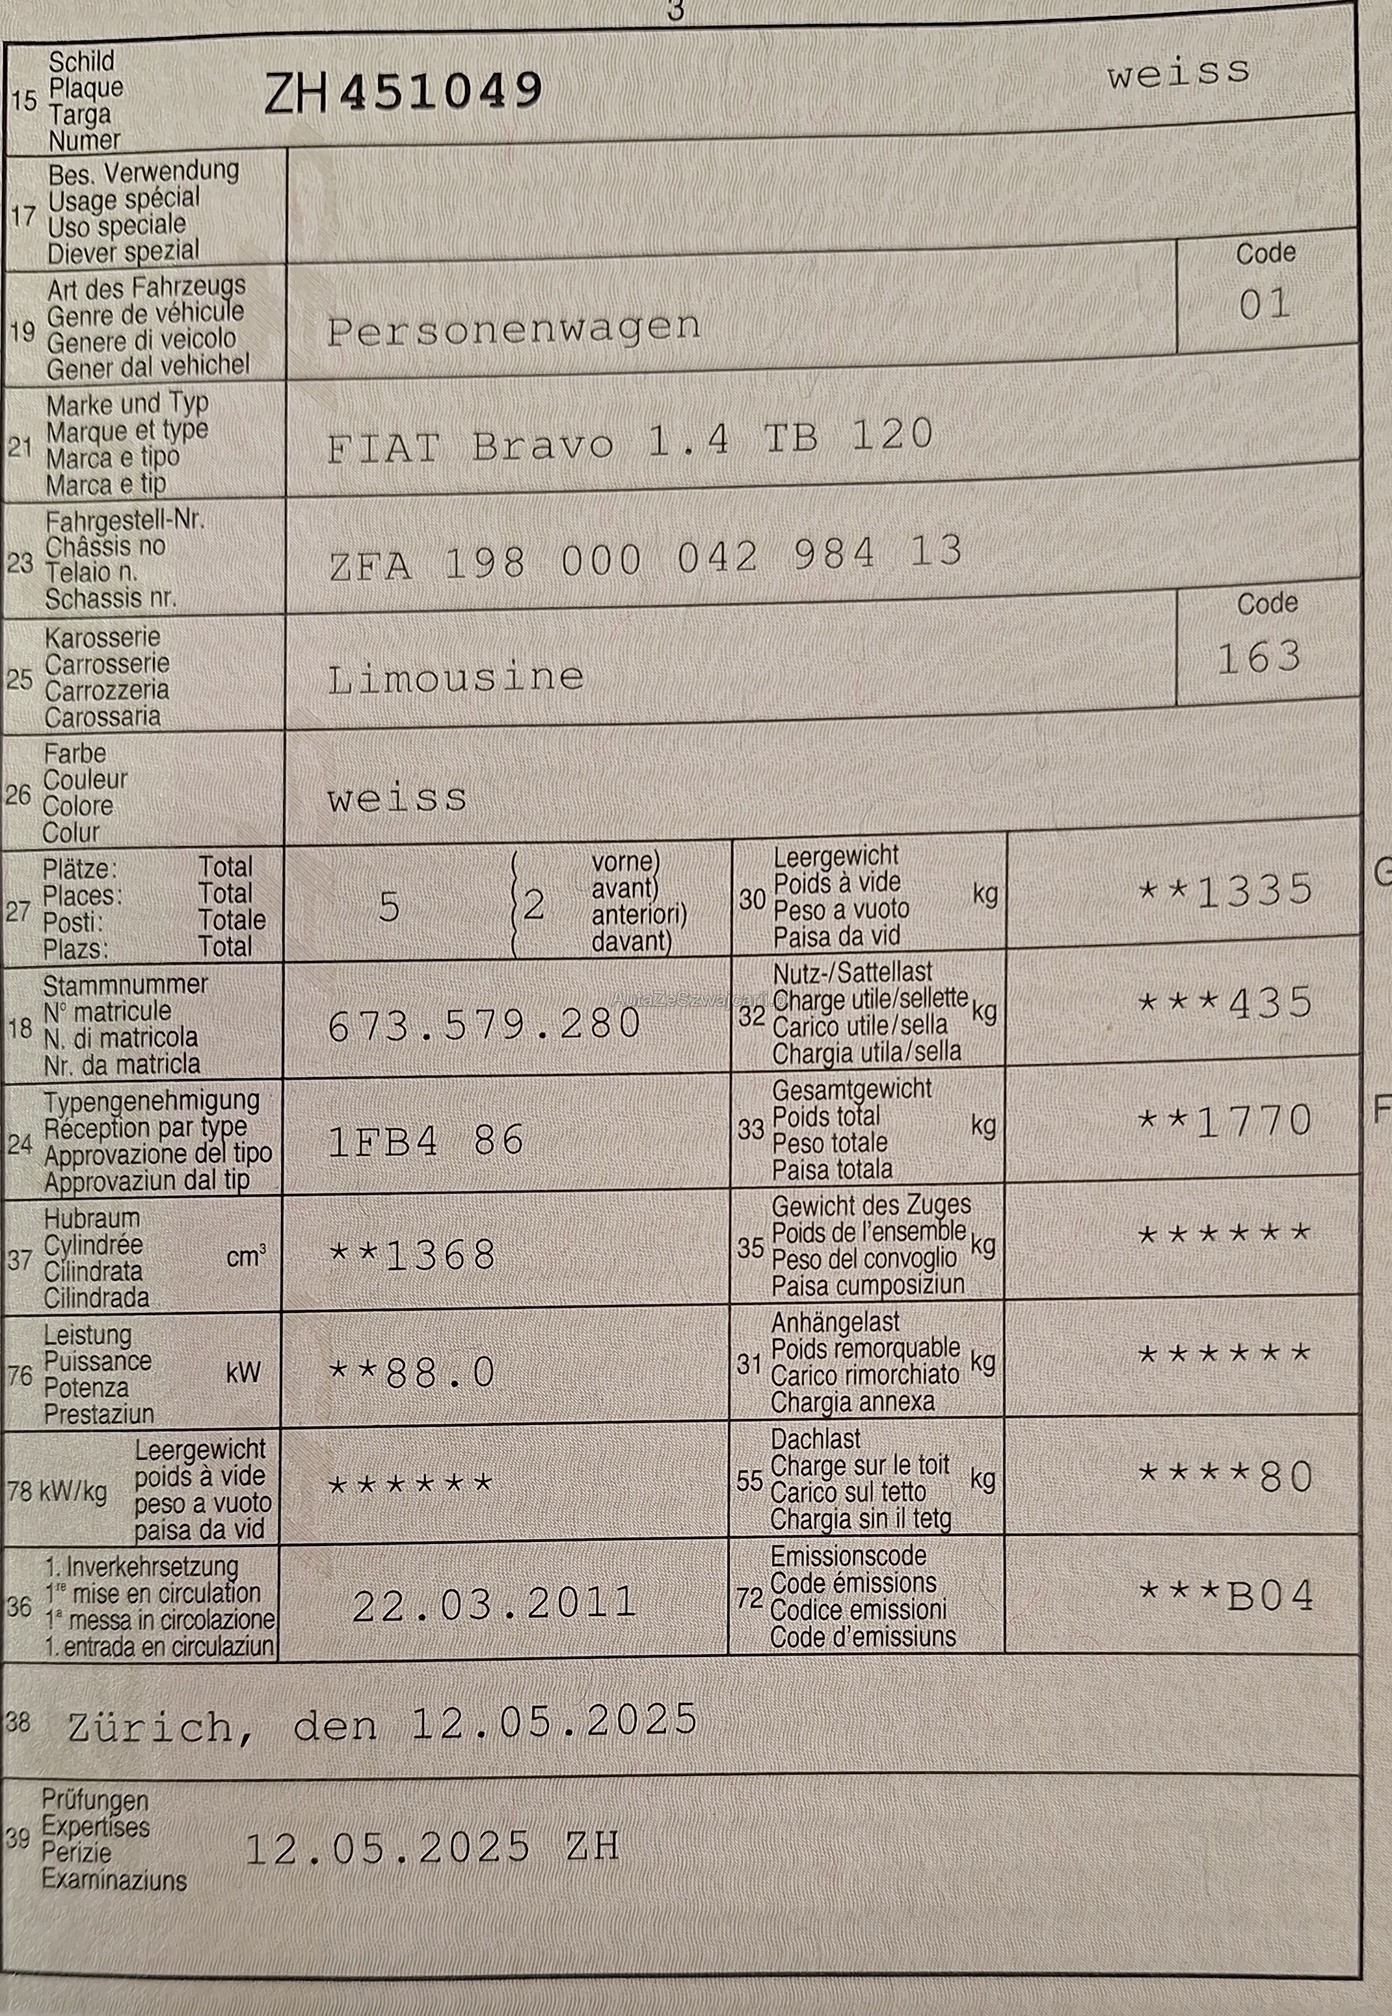 3
15 Schild
Plaque
Targa
Numer
ZH 451049 weiss
17 Bes. Verwendung
Usage spécial
Uso speciale
Diever spezial
19 Art des Fahrzeugs
Genre de véhicule
Genere di veicolo
Gener dal vehichel
Personenwagen
Code
01
21 Marke und Typ
Marque et type
Marca e tipo
Marca e tip
FIAT Bravo 1.4 TB 120
23 Fahrgestell-Nr.
Châssis no
Telaio n.
Schassis nr.
ZFA 198 000 042 984 13
25 Karosserie
Carrosserie
Carrozzeria
Carossaria
Limousine
Code
163
26 Farbe
Couleur
Colore
Colur
weiss
27 Plätze: Total
Places: Total
Posti: Totale
Plazs: Total
5
2
vorne)
avant)
anteriori)
davant)
30 Leergewicht
Poids à vide
Peso a vuoto
Paisa da vid
kg
**1335
G
18 Stammnummer
N° matricule
N. di matricola
Nr. da matricla
673.579.280
32 Nutz-/Sattellast
Charge utile/sellette
Carico utile/sella
Chargia utila/sella
kg
***435
24 Typengenehmigung
Réception par type
Approvazione del tipo
Approvaziun dal tip
1FB4 86
33 Gesamtgewicht
Poids total
Peso totale
Paisa totala
kg
**1770
F
37 Hubraum
Cylindrée
Cilindrata
Cilindrada
cm³
**1368
35 Gewicht des Zuges
Poids de l'ensemble
Peso del convoglio
Paisa cumposiziun
kg
******
76 Leistung
Puissance
Potenza
Prestaziun
kW
**88.0
31 Anhängelast
Poids remorquable
Carico rimorchiato
Chargia annexa
kg
******
78 kW/kg
Leergewicht
poids à vide
peso a vuoto
paisa da vid
******
55 Dachlast
Charge sur le toit
Carico sul tetto
Chargia sin il tetg
kg
****80
36 1. Inverkehrsetzung
1re mise en circulation
1a messa in circolazione
1. entrada en circulaziun
22.03.2011
72 Emissionscode
Code émissions
Codice emissioni
Code d'emissiuns
***B04
38 Zürich, den 12.05.2025
39 Prüfungen
Expertises
Perizie
Examinaziuns
12.05.2025 ZH